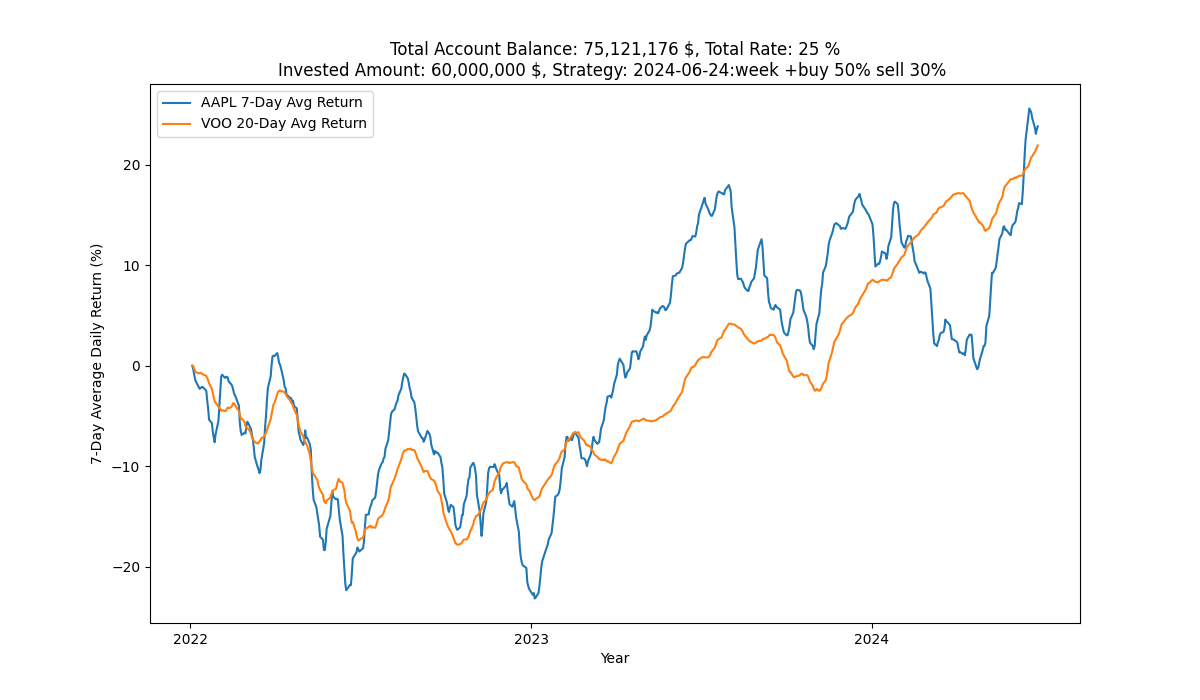 Total Account Balance: 75,121,176 $, Total Rate: 25 %
Invested Amount: 60,000,000 $, Strategy: 2024-06-24:week +buy 50% sell 30%
AAPL 7-Day Avg Return
VOO 20-Day Avg Return
7-Day Average Daily Return (%)
20
10
0
−10
−20
2022
2023
2024
Year